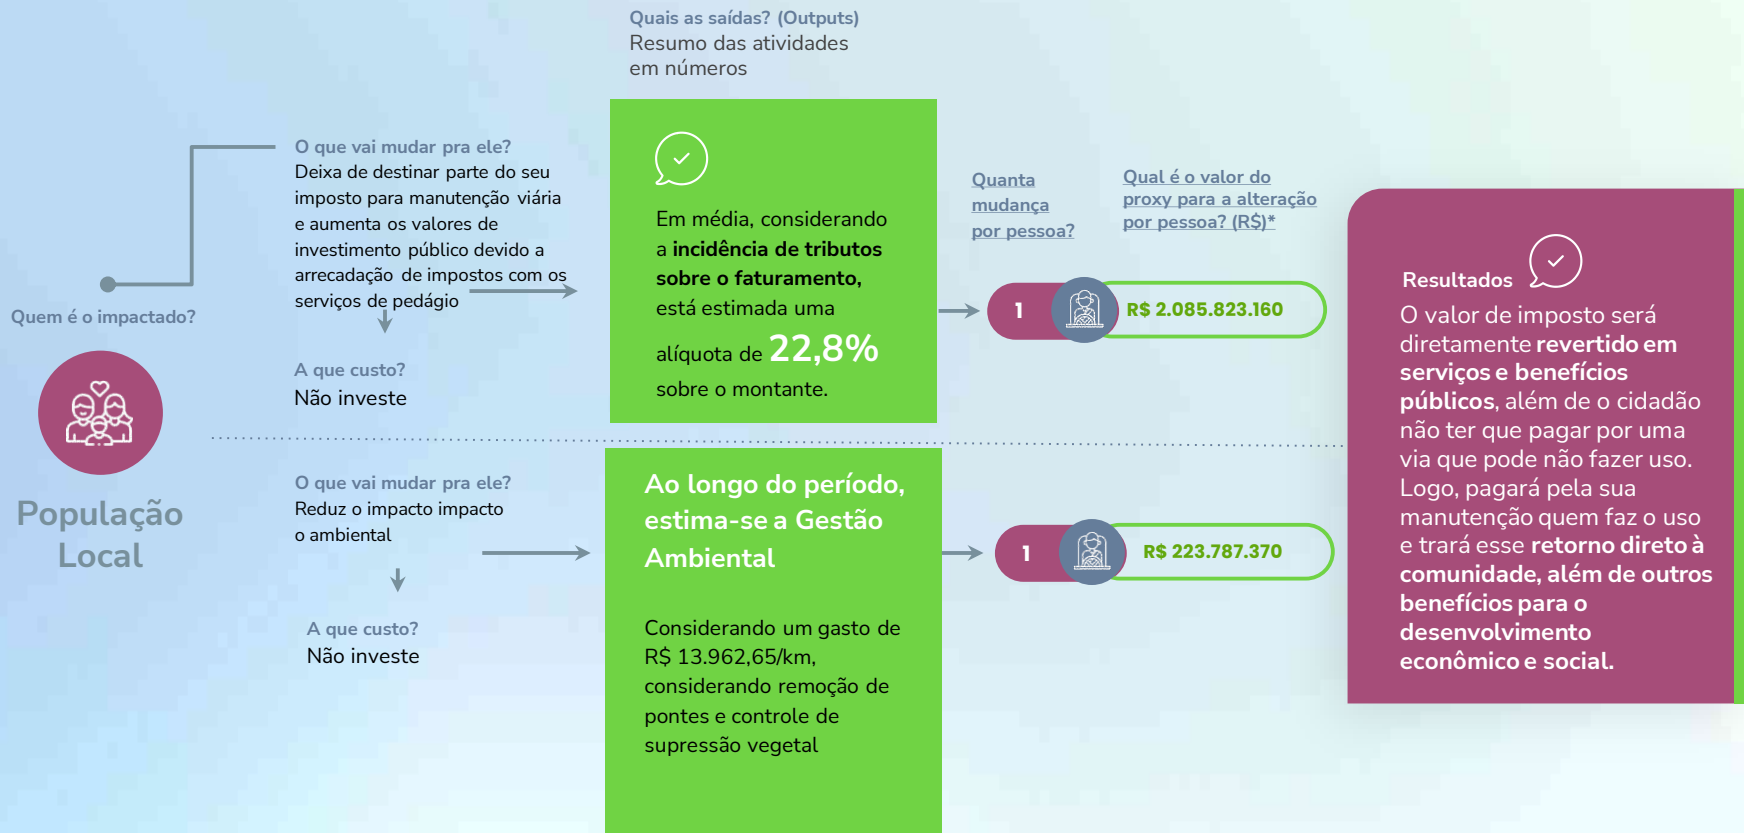 Quais as saídas? (Outputs)
Resumo das atividades
em números
Quem é o impactado?
População
Local
O que vai mudar pra ele?
Deixa de destinar parte do seu
imposto para manutenção viária
e aumenta os valores de
investimento público devido a
arrecadação de impostos com os
serviços de pedágio
A que custo?
Não investe
Em média, considerando
a incidência de tributos
sobre o faturamento,
está estimada uma
alíquota de 22,8%
sobre o montante.
Quanta
mudança
por pessoa?
Qual é o valor do
proxy para a alteração
por pessoa? (R$)*
1
R$ 2.085.823.160
O que vai mudar pra ele?
Reduz o impacto impacto
o ambiental
A que custo?
Não investe
Ao longo do período,
estima-se a Gestão
Ambiental
Considerando um gasto de
R$ 13.962,65/km,
considerando remoção de
pontes e controle de
supressão vegetal
1
R$ 223.787.370
Resultados
O valor de imposto será
diretamente revertido em
serviços e benefícios
públicos, além de o cidadão
não ter que pagar por uma
via que pode não fazer uso.
Logo, pagará pela sua
manutenção quem faz o uso
e trará esse retorno direto à
comunidade, além de outros
benefícios para o
desenvolvimento
econômico e social.